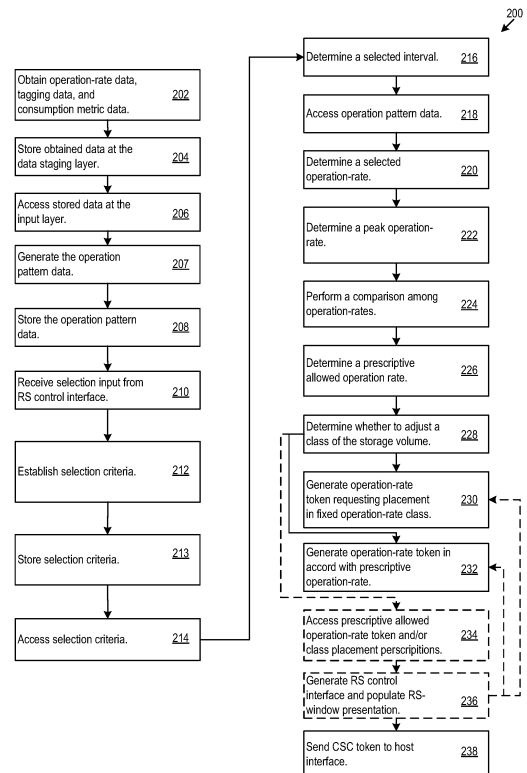 200
Obtain operation-rate data,
tagging data, and
consumption metric data.
202
Store obtained data at the
data staging layer.
204
Access stored data at the
input layer.
206
Generate the operation
pattern data.
207
Store the operation pattern
data.
208
Receive selection input from
RS control interface.
210
Establish selection criteria.
212
Store selection criteria.
213
Access selection criteria.
214
Determine a selected interval.
216
Access operation pattern data.
218
Determine a selected
operation-rate.
220
Determine a peak operation-
rate.
222
Perform a comparison among
operation-rates.
224
Determine a prescriptive
allowed operation rate.
226
Determine whether to adjust a
class of the storage volume.
228
Generate operation-rate
token requesting placement
in fixed operation-rate class.
230
Generate operation-rate token in
accord with prescriptive
operation-rate.
232
Access prescriptive allowed
operation-rate token and/or
class placement perscripitions.
234
Generate RS control
interface and populate RS-
window presentation.
236
Send CSC token to host
interface.
238